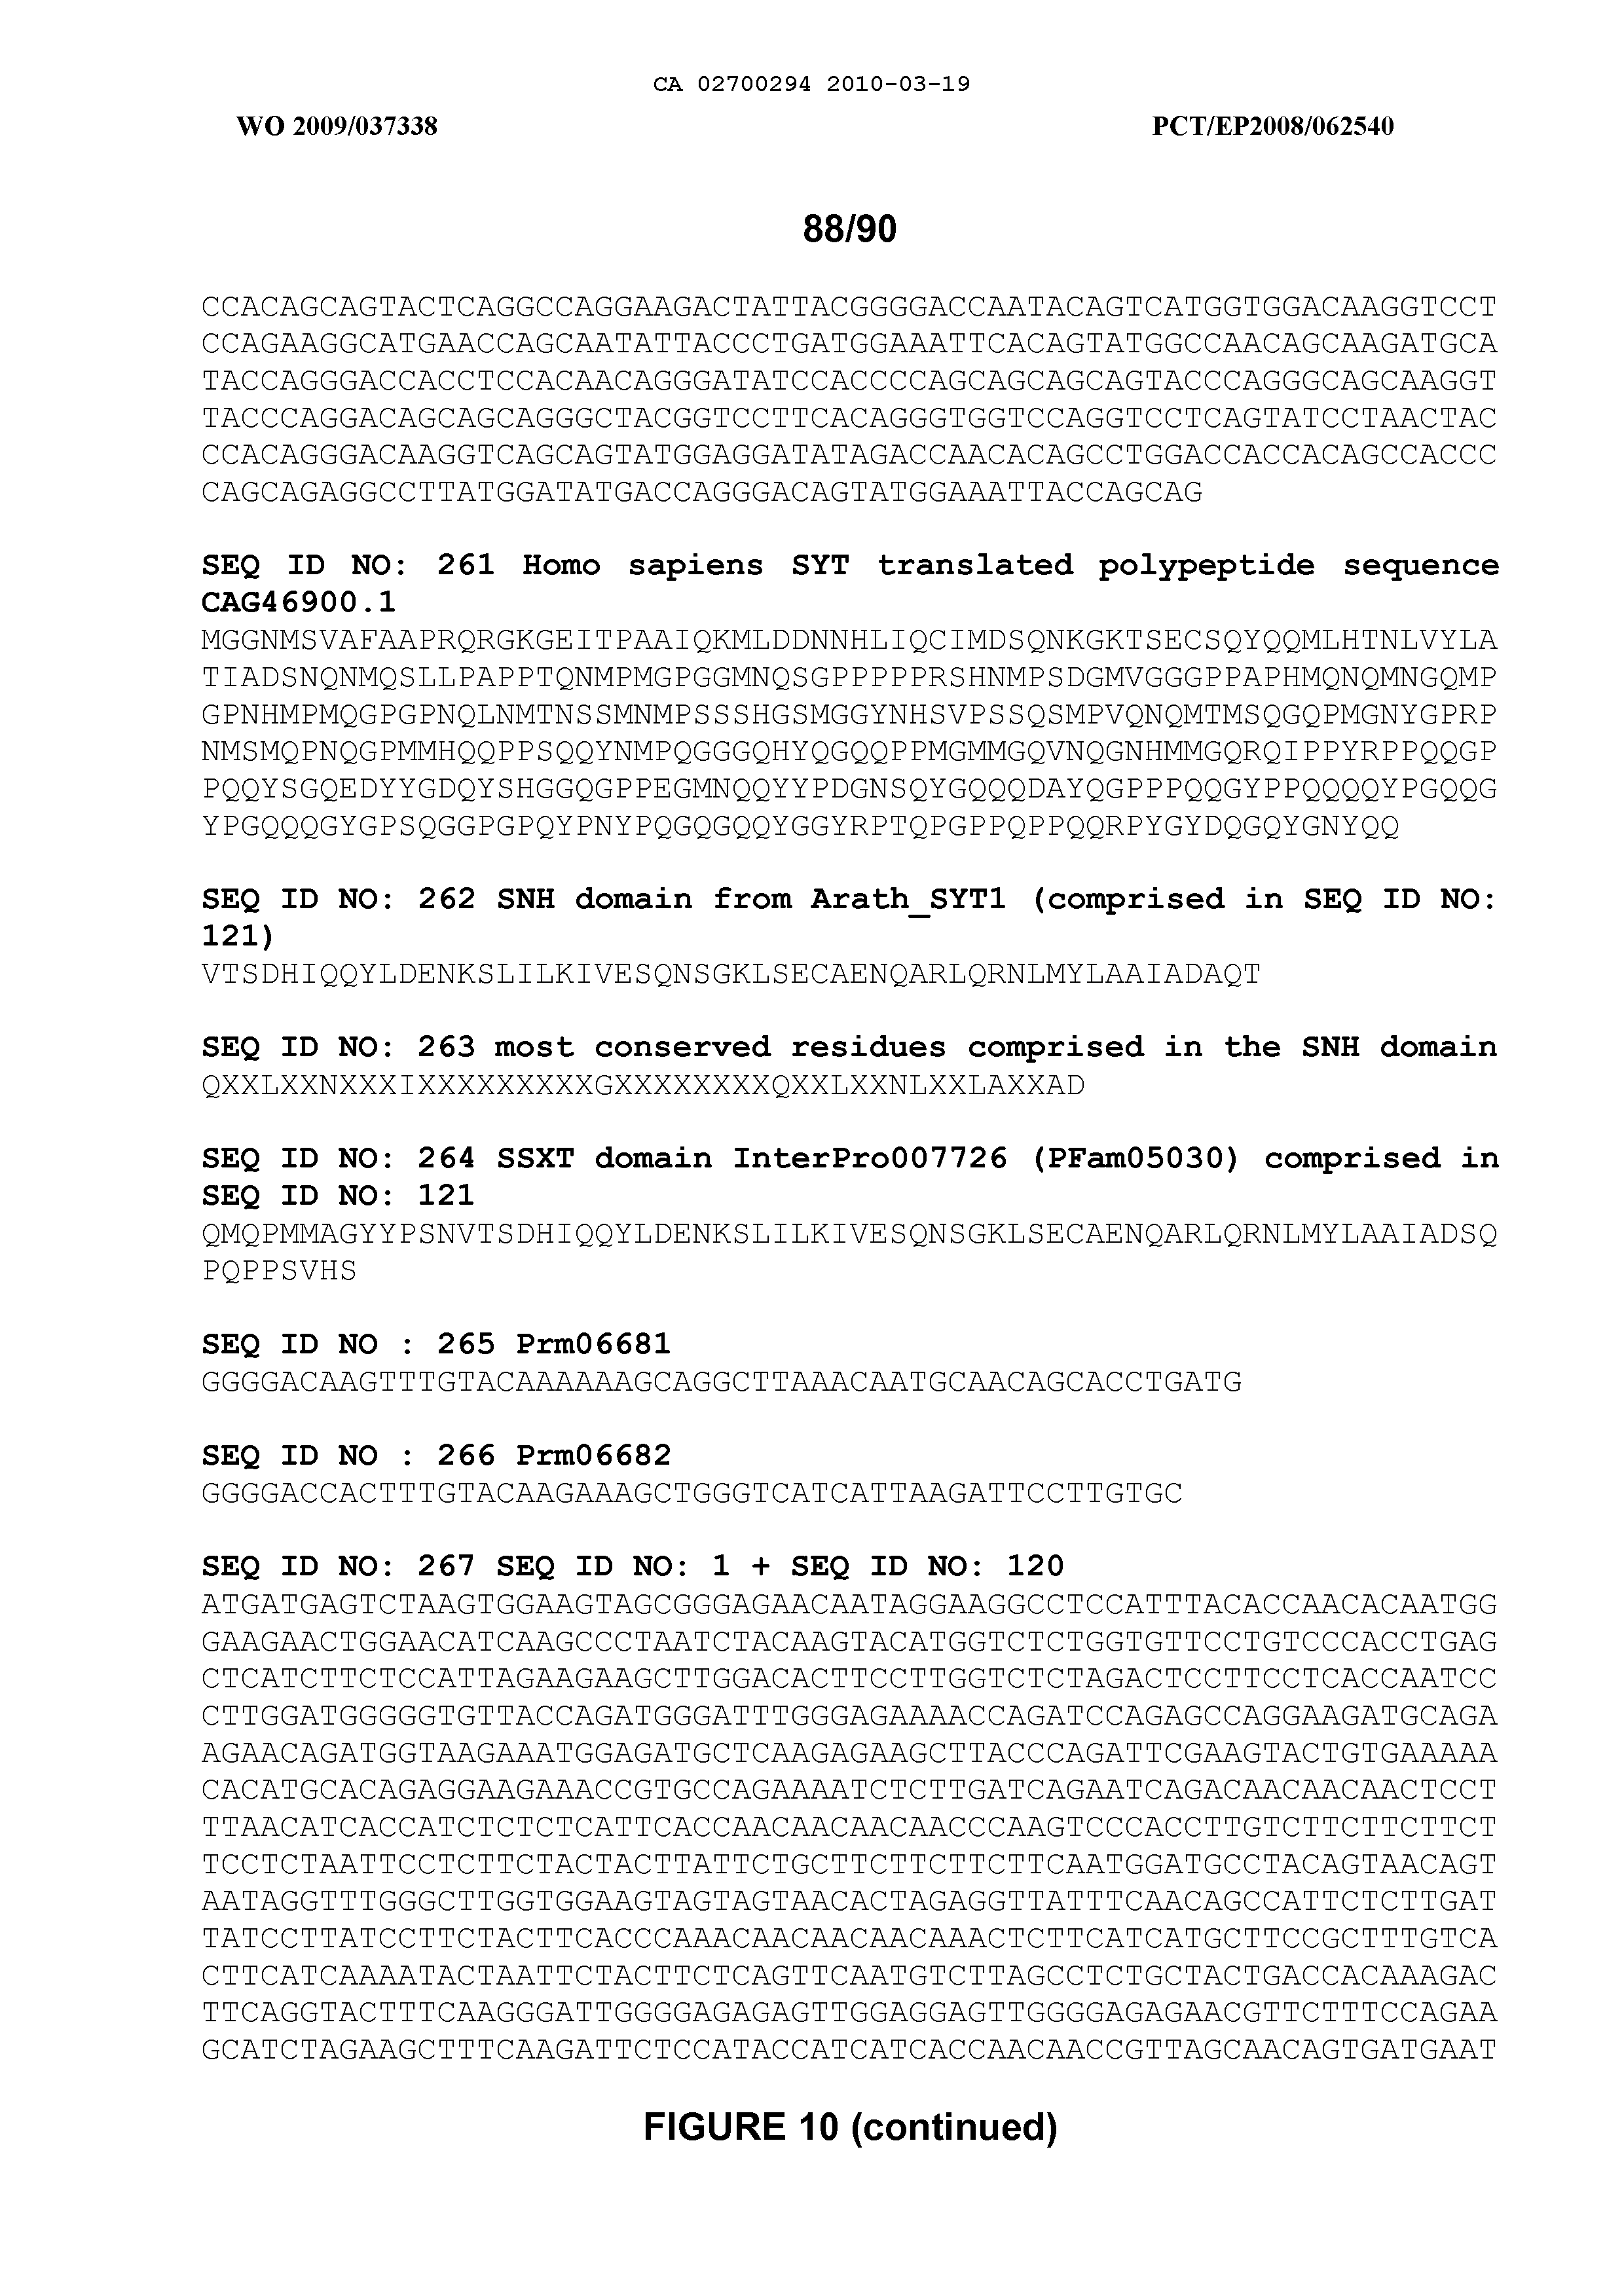 CA 02700294 2010-03-19
WO 2009/037338 PCT/EP2008/062540
88/90
CCACAGCAGTACTCAGGCCAGGAAGACTATTACGGGGACCAATACAGTCATGGTGGACAAGGTCCT
CCAGAAGGCATGAACCAGCAATATTACCCTGATGGAAATTCACAGTATGGCCAACAGCAAGATGCA
TACCAGGGACCACCTCCACAACAGGGATATCCACCCCAGCAGCAGCAGTACCCAGGGCAGCAAGGT
TACCCAGGACAGCAGCAGGGCTACGGTCCTTCACAGGGTGGTCCAGGTCCTCAGTATCCTAACTAC
CCACAGGGACAAGGTCAGCAGTATGGAGGATATAGACCAACACAGCCTGGACCACCACAGCCACCC
CAGCAGAGGCCTTATGGATATGACCAGGGACAGTATGGAAATTACCAGCAG
SEQ ID NO: 261 Homo sapiens SYT translated polypeptide sequence
CAG46900.1
MGGNMSVAFAAPRQRGKGEITPAAIQKMLDDNNHLIQCIMDSQNKGKTSECSQYQQMLHTNLVYLA
TIADSNQNMQSLLPAPPTQNMPMGPGGMNQSGPPPPPRSHNMPSDGMVGGGPPAPHMQNQMNGQMP
GPNHMPMQGPGPNQLNMTNSSMNMPSSSHGSMGGYNHSVPSSQSMPVQNQMTMSQGQPMGNYGPRP
NMSMQPNQGPMMHQQPPSQQYNMPQGGGQHYQGQQPPMGMMGQVNQGNHMMGQRQIPPYRPPQQGP
PQQYSGQEDYYGDQYSHGGQGPPEGMNQQYYPDGNSQYGQQQDAYQGPPPQQGYPPQQQQYPGQQG
YPGQQQGYGPSQGGPGPQYPNYPQGQGQQYGGYRPTQPGPPQPPQQRPYGYDQGQYGNYQQ
SEQ ID NO: 262 SNH domain from Arath_SYT1 (comprised in SEQ ID NO:
121)
VTSDHIQQYLDENKSLILKIVESQNSGKLSECAENQARLQRNLMYLAAIADAQT
SEQ ID NO: 263 most conserved residues comprised in the SNH domain
QXXLXXNXXXIXXXXXXXXXGXXXXXXXXQXXLXXNLXXLAXXAD
SEQ ID NO: 264 SSXT domain InterPro007726 (PFam05030) comprised in
SEQ ID NO: 121
QMQPMMAGYYPSNVTSDHIQQYLDENKSLILKIVESQNSGKLSECAENQARLQRNLMYLAAIADSQ
PQPPSVHS
SEQ ID NO : 265 Prm06681
GGGGACAAGTTTGTACAAAAAAGCAGGCTTAAACAATGCAACAGCACCTGATG
SEQ ID NO : 266 Prm06682
GGGGACCACTTTGTACAAGAAAGCTGGGTCATCATTAAGATTCCTTGTGC
SEQ ID NO: 267 SEQ ID NO: 1 + SEQ ID NO: 120
ATGATGAGTCTAAGTGGAAGTAGCGGGAGAACAATAGGAAGGCCTCCATTTACACCAACACAATGG
GAAGAACTGGAACATCAAGCCCTAATCTACAAGTACATGGTCTCTGGTGTTCCTGTCCCACCTGAG
CTCATCTTCTCCATTAGAAGAAGCTTGGACACTTCCTTGGTCTCTAGACTCCTTCCTCACCAATCC
CTTGGATGGGGGTGTTACCAGATGGGATTTGGGAGAAAACCAGATCCAGAGCCAGGAAGATGCAGA
AGAACAGATGGTAAGAAATGGAGATGCTCAAGAGAAGCTTACCCAGATTCGAAGTACTGTGAAAAA
CACATGCACAGAGGAAGAAACCGTGCCAGAAAATCTCTTGATCAGAATCAGACAACAACAACTCCT
TTAACATCACCATCTCTCTCATTCACCAACAACAACAACCCAAGTCCCACCTTGTCTTCTTCTTCT
TCCTCTAATTCCTCTTCTACTACTTATTCTGCTTCTTCTTCTTCAATGGATGCCTACAGTAACAGT
AATAGGTTTGGGCTTGGTGGAAGTAGTAGTAACACTAGAGGTTATTTCAACAGCCATTCTCTTGAT
TATCCTTATCCTTCTACTTCACCCAAACAACAACAACAAACTCTTCATCATGCTTCCGCTTTGTCA
CTTCATCAAAATACTAATTCTACTTCTCAGTTCAATGTCTTAGCCTCTGCTACTGACCACAAAGAC
TTCAGGTACTTTCAAGGGATTGGGGAGAGAGTTGGAGGAGTTGGGGAGAGAACGTTCTTTCCAGAA
GCATCTAGAAGCTTTCAAGATTCTCCATACCATCATCACCAACAACCGTTAGCAACAGTGATGAAT
FIGURE 10 (continued)